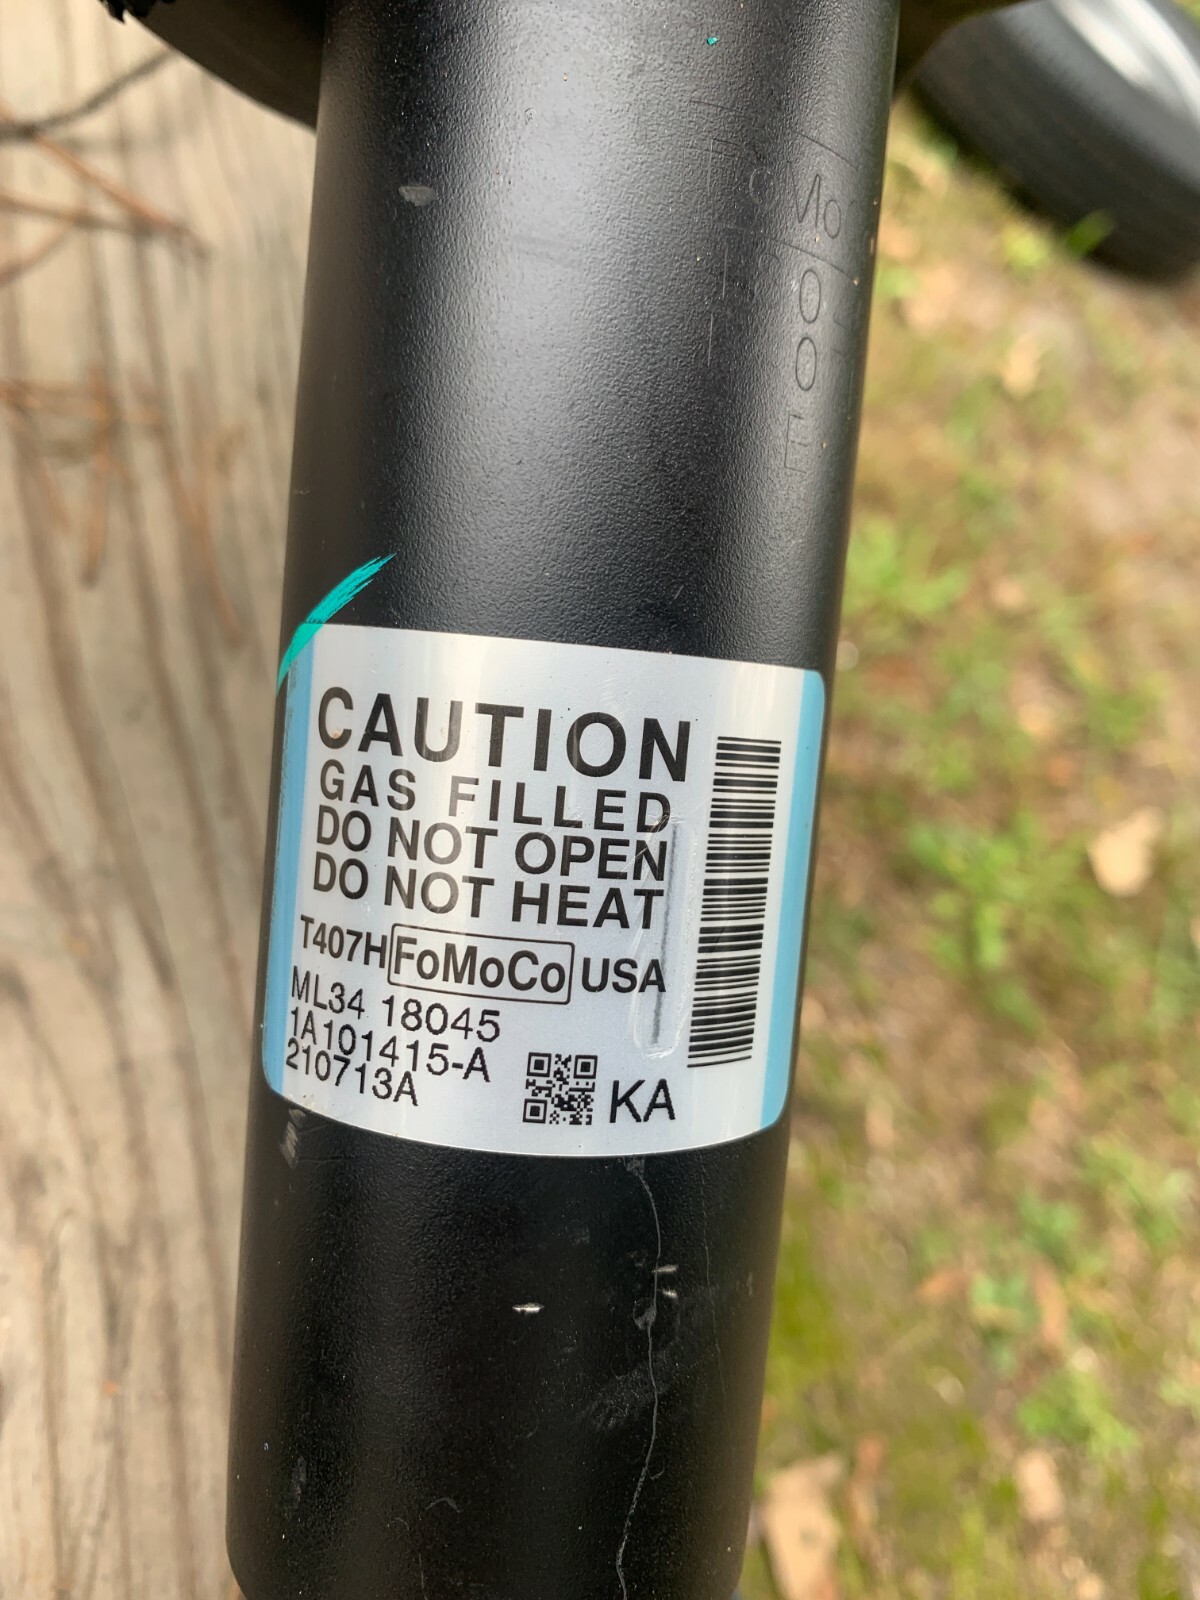 CAUTION
GAS FILLED
DO NOT OPEN
DO NOT HEAT
T407H FoMoCo USA
ML34 18045
1A101415-A
210713A
KA